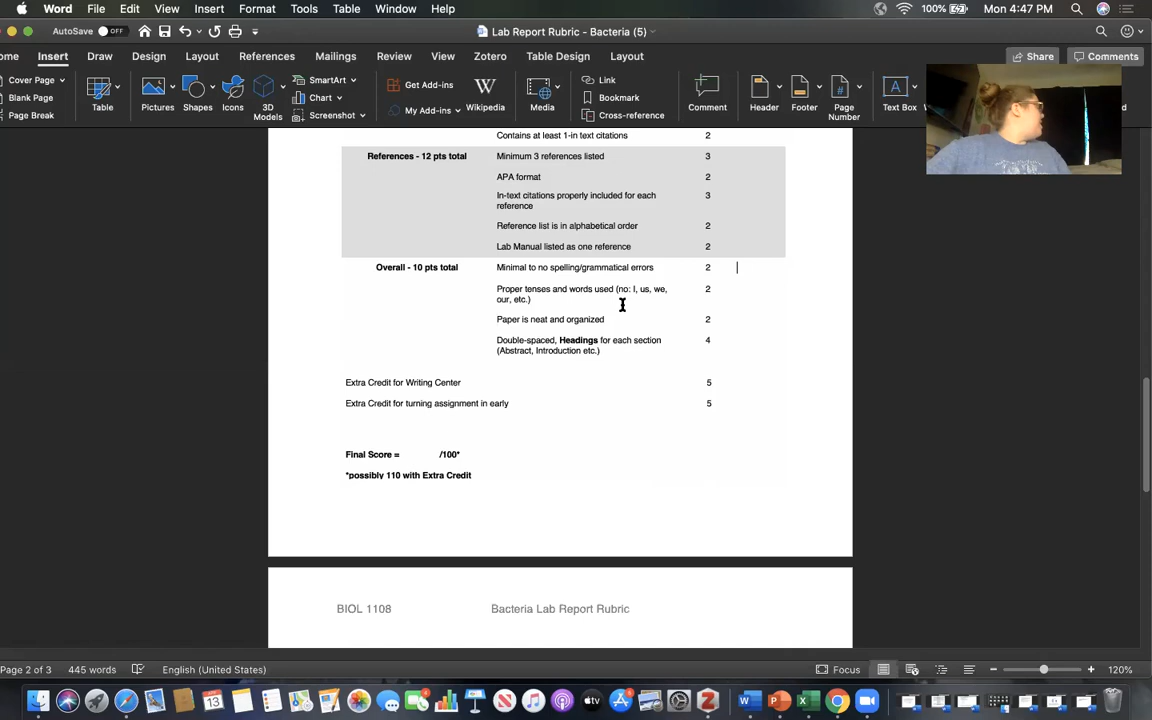 Word File Edit View Insert Format Tools Table Window Help 100% Mon 4:47 PM
AutoSave OFF Lab Report Rubric - Bacteria (5)
ome Insert Draw Design Layout References Mailings Review View Zotero Table Design Layout Share Comments
Cover Page
Blank Page
Page Break
Table
Pictures
Shapes
Icons
3D
Models
SmartArt
Chart
Screenshot
Get Add-ins
My Add-ins
Wikipedia
Media
Link
Bookmark
Cross-reference
Comment
Header
Footer
Page
Number
Text Box
Contains at least 1-in text citations 2
References - 12 pts total Minimum 3 references listed 3
APA format 2
In-text citations properly included for each 3
reference
Reference list is in alphabetical order 2
Lab Manual listed as one reference 2
Overall - 10 pts total Minimal to no spelling/grammatical errors 2
Proper tenses and words used (no: I, us, we, 2
our, etc.)
Paper is neat and organized 2
Double-spaced, Headings for each section 4
(Abstract, Introduction etc.)
Extra Credit for Writing Center 5
Extra Credit for turning assignment in early 5
Final Score = /100*
*possibly 110 with Extra Credit
BIOL 1108 Bacteria Lab Report Rubric
Page 2 of 3 445 words English (United States) Focus 120%